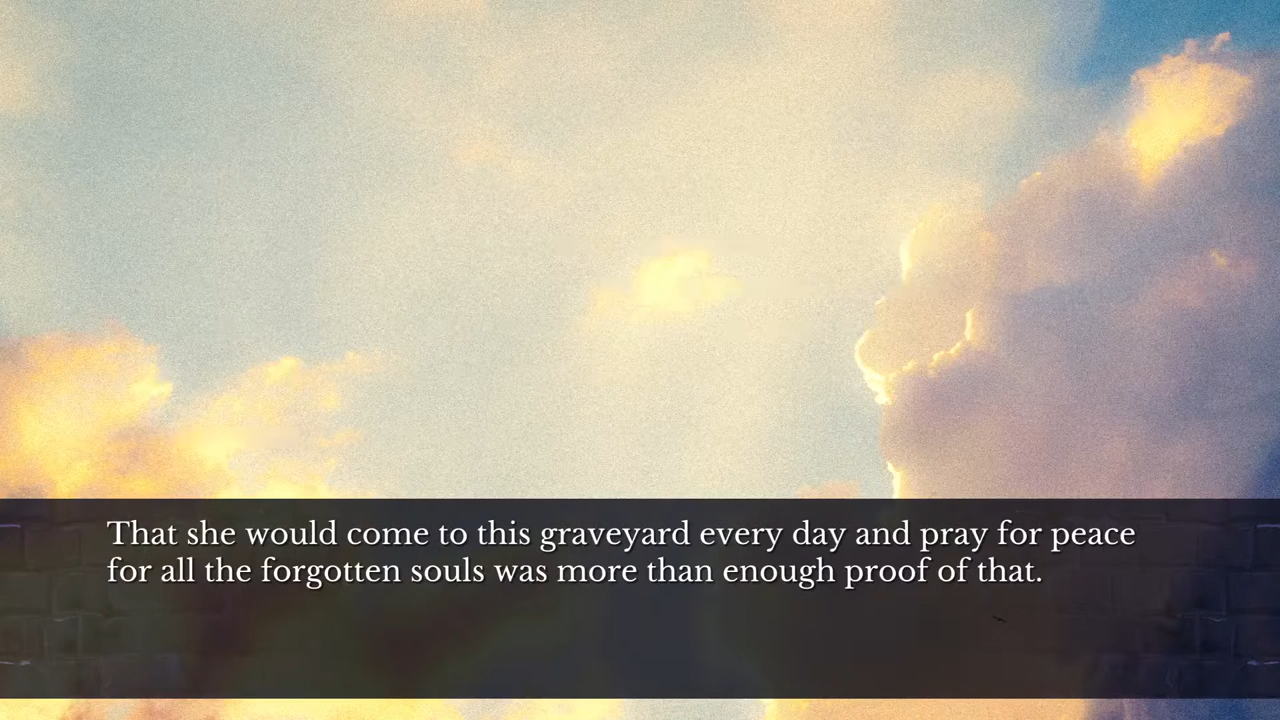 That she would come to this graveyard every day and pray for peace
for all the forgotten souls was more than enough proof of that.